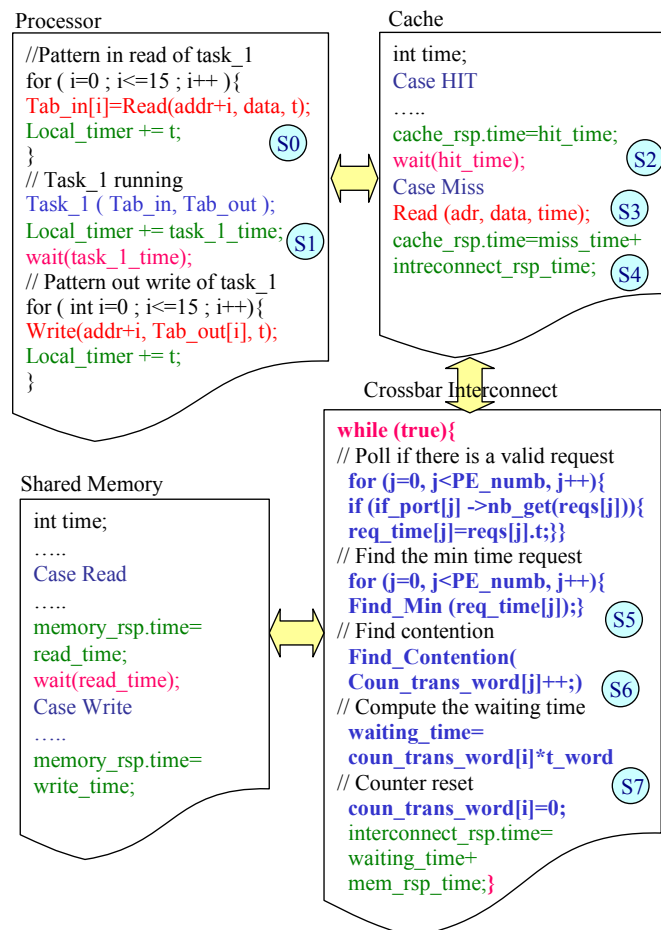 Processor
//Pattern in read of task_1
for ( i=0 ; i<=15 ; i++ ){
Tab_in[i]=Read(addr+i, data, t);
Local_timer += t;
S0
}
// Task_1 running
Task_1 ( Tab_in, Tab_out );
Local_timer += task_1_time;
S1
wait(task_1_time);
// Pattern out write of task_1
for ( int i=0 ; i<=15 ; i++){
Write(addr+i, Tab_out[i], t);
Local_timer += t;
}
Cache
int time;
Case HIT
…..
cache_rsp.time=hit_time;
wait(hit_time);
S2
Case Miss
Read (adr, data, time);
S3
cache_rsp.time=miss_time+
intreconnect_rsp_time;
S4
Crossbar Interconnect
while (true){
// Poll if there is a valid request
for (j=0, j<PE_numb, j++){
if (if_port[j] ->nb_get(reqs[j])){
req_time[j]=reqs[j].t;}}
// Find the min time request
for (j=0, j<PE_numb, j++){
Find_Min (req_time[j]);}
S5
// Find contention
Find_Contention(
Coun_trans_word[j]++;)
S6
// Compute the waiting time
waiting_time=
coun_trans_word[i]*t_word
// Counter reset
S7
coun_trans_word[i]=0;
interconnect_rsp.time=
waiting_time+
mem_rsp_time;}
Shared Memory
int time;
…..
Case Read
…..
memory_rsp.time=
read_time;
wait(read_time);
Case Write
…..
memory_rsp.time=
write_time;